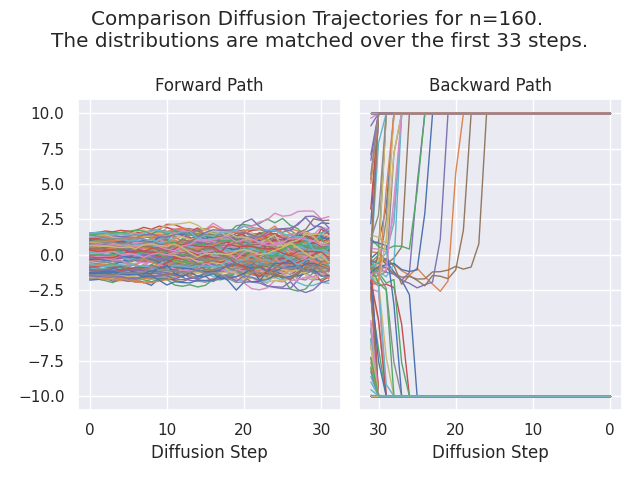 Comparison Diffusion Trajectories for n=160.
The distributions are matched over the first 33 steps.
Forward Path
Backward Path
10.0
7.5
5.0
2.5
0.0
−2.5
−5.0
−7.5
−10.0
0 10 20 30
30 20 10 0
Diffusion Step
Diffusion Step